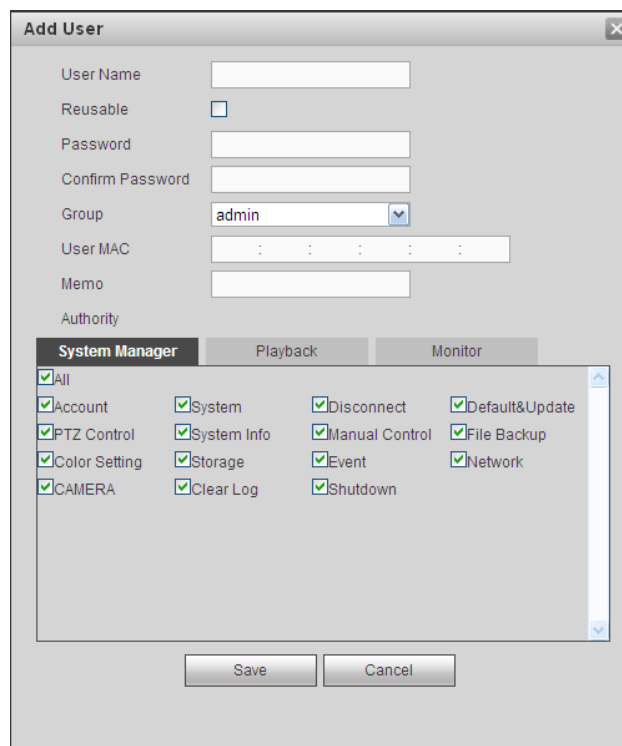 Add User
User Name
Reusable
Password
Confirm Password
Group admin
User MAC : : : : :
Memo
Authority
System Manager Playback Monitor
All
Account System Disconnect Default&Update
PTZ Control System Info Manual Control File Backup
Color Setting Storage Event Network
CAMERA Clear Log Shutdown
Save Cancel